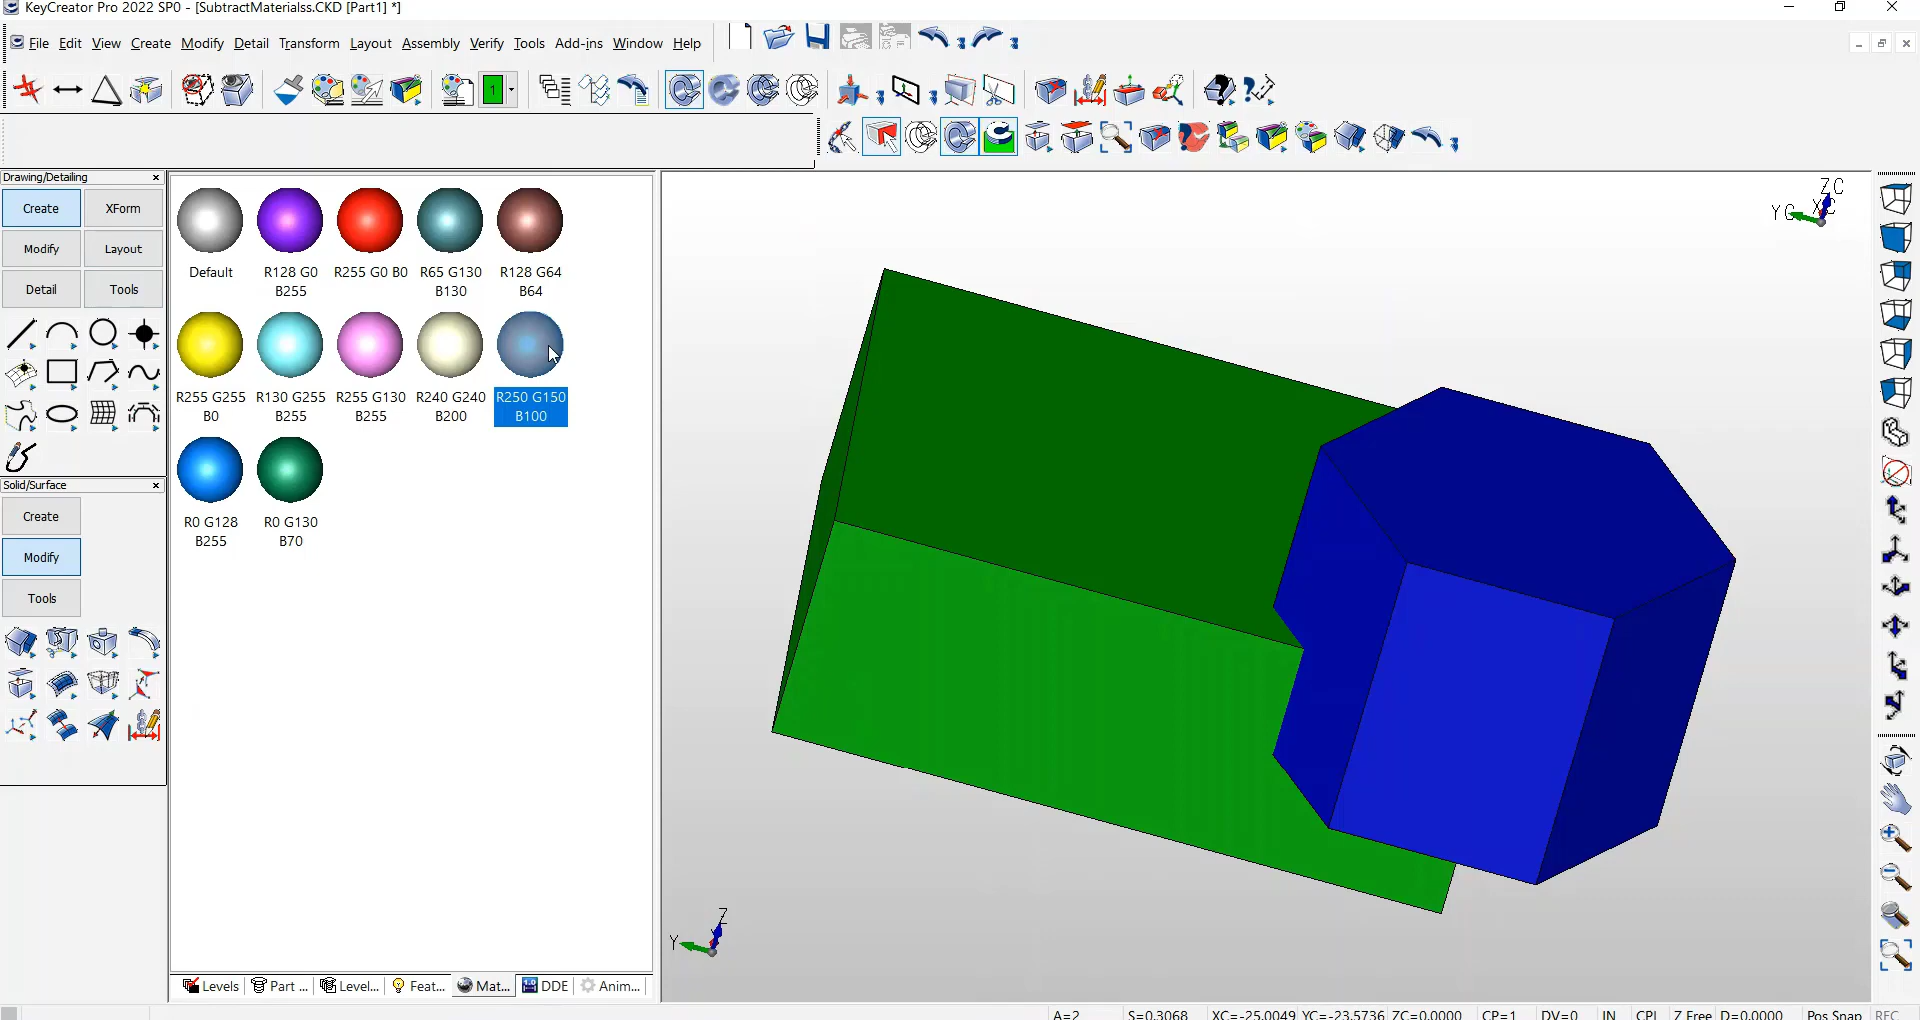 KeyCreator Pro 2022 SP0 - [SubtractMaterialss.CKD [Part1] *]
File Edit View Create Modify Detail Transform Layout Assembly Verify Tools Add-ins Window Help
1
Drawing/Detailing
Create XForm
Modify Layout
Detail Tools
Solid/Surface
Create
Modify
Tools
Default R128 G0 B255 R255 G0 B0 R65 G130 B130 R128 G64 B64
R255 G255 B0 R130 G255 B255 R255 G130 B255 R240 G240 B200 R250 G150 B100
R0 G128 B255 R0 G130 B70
ZC
YC XC
Z
Y
Levels Part ... Level... Feat... Mat... DDE Anim...
A=2 S=0.3068 XC=-25.0049 YC=-23.5736 ZC=0.0000 CP=1 DV=0 IN CPL Z Free D=0.0000 Pos Snap REC